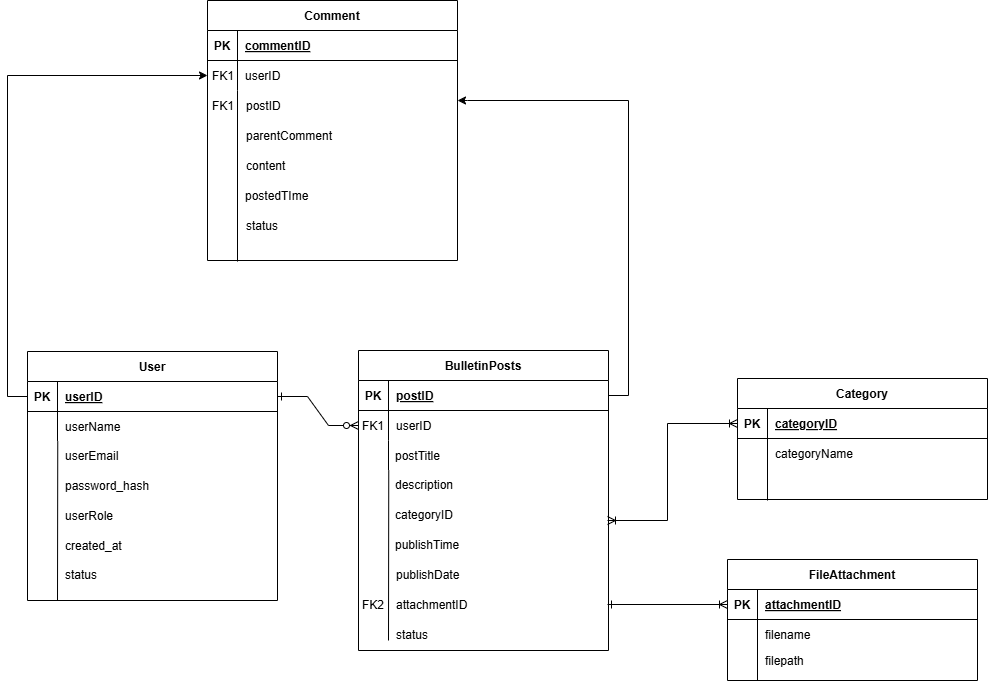 Comment
PK commentID
FK1 userID
FK1 postID
parentComment
content
postedTIme
status
User
PK userID
userName
userEmail
password_hash
userRole
created_at
status
BulletinPosts
PK postID
FK1 userID
postTitle
description
categoryID
publishTime
publishDate
FK2 attachmentID
status
Category
PK categoryID
categoryName
FileAttachment
PK attachmentID
filename
filepath